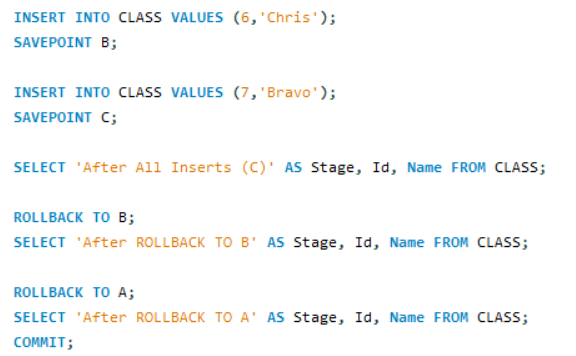 INSERT INTO CLASS VALUES (6,'Chris');
SAVEPOINT B;
INSERT INTO CLASS VALUES (7,'Bravo');
SAVEPOINT C;
SELECT 'After All Inserts (C)' AS Stage, Id, Name FROM CLASS;
ROLLBACK TO B;
SELECT 'After ROLLBACK TO B' AS Stage, Id, Name FROM CLASS;
ROLLBACK TO A;
SELECT 'After ROLLBACK TO A' AS Stage, Id, Name FROM CLASS;
COMMIT;